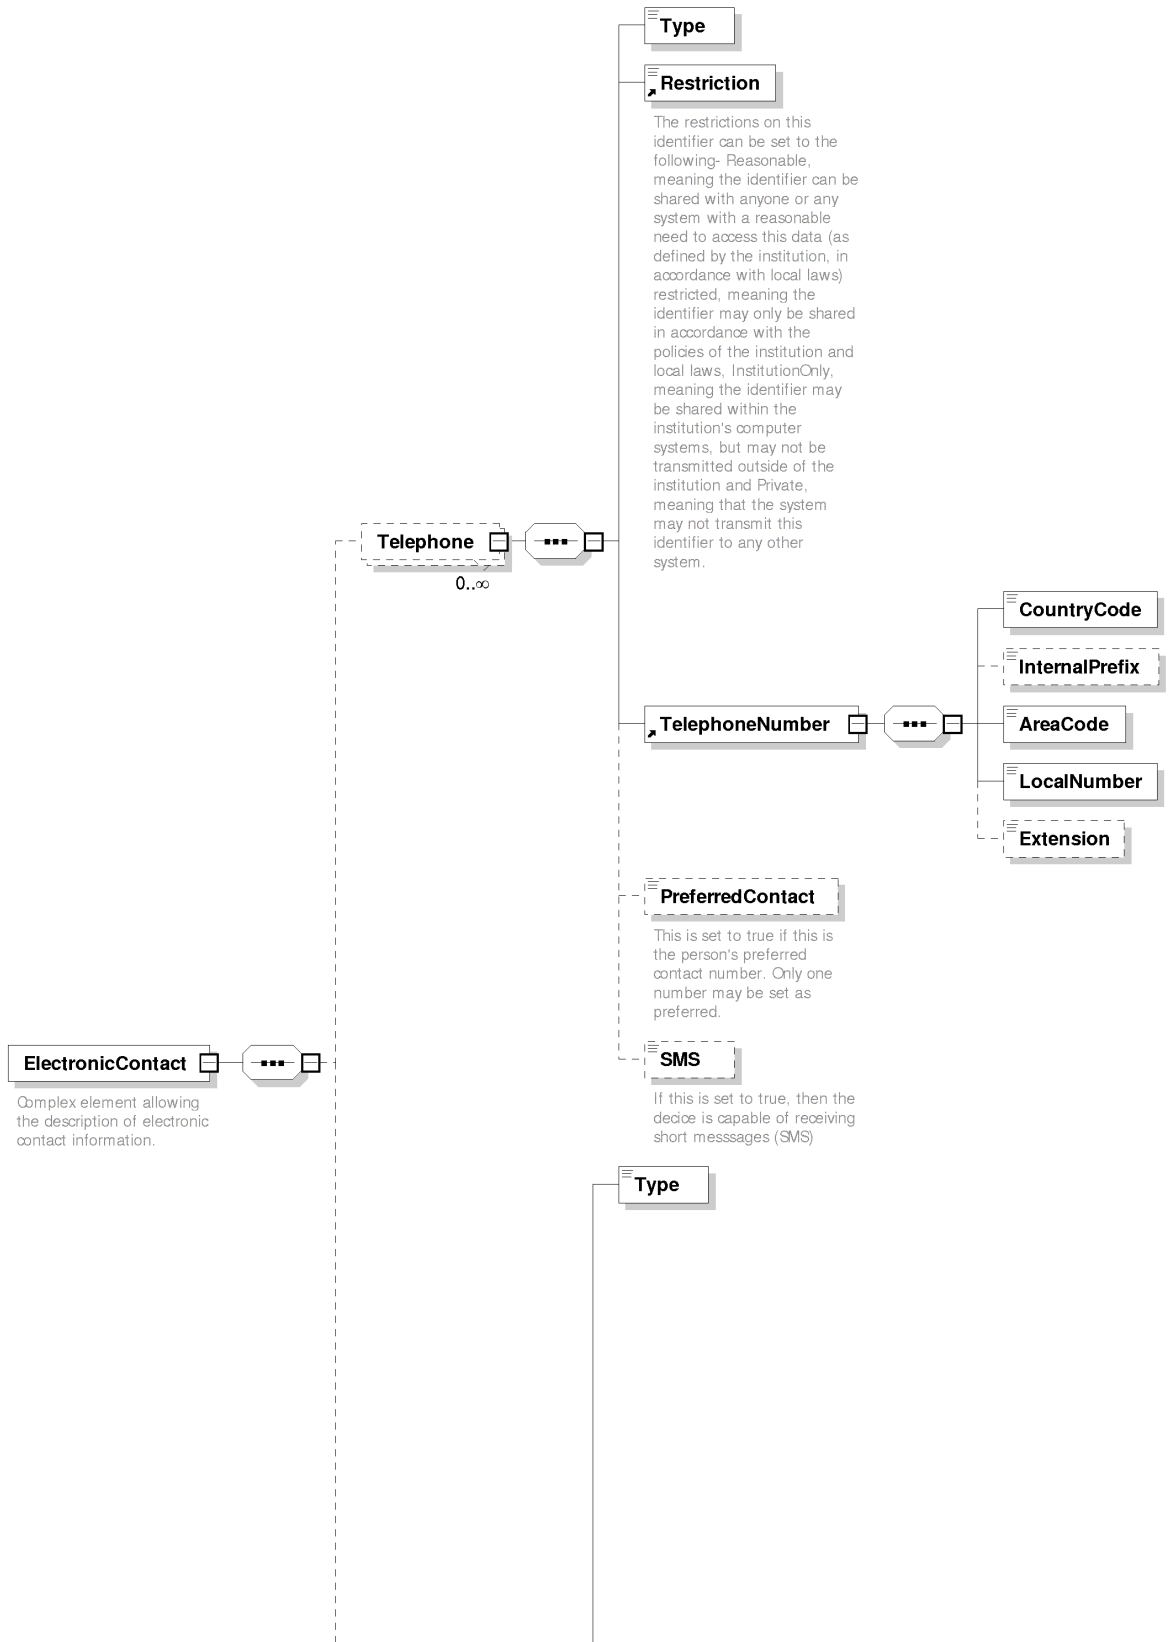 Type
Restriction
The restrictions on this
identifier can be set to the
following- Reasonable,
meaning the identifier can be
shared with anyone or any
system with a reasonable
need to access this data (as
defined by the institution, in
accordance with local laws)
restricted, meaning the
identifier may only be shared
in accordance with the
policies of the institution and
local laws, InstitutionOnly,
meaning the identifier may
be shared within the
institution's computer
systems, but may not be
transmitted outside of the
institution and Private,
meaning that the system
may not transmit this
identifier to any other
system.
Telephone
0..∞
CountryCode
InternalPrefix
TelephoneNumber
AreaCode
LocalNumber
Extension
PreferredContact
This is set to true if this is
the person's preferred
contact number. Only one
number may be set as
preferred.
ElectronicContact
Complex element allowing
the description of electronic
contact information.
SMS
If this is set to true, then the
decice is capable of receiving
short messsages (SMS)
Type